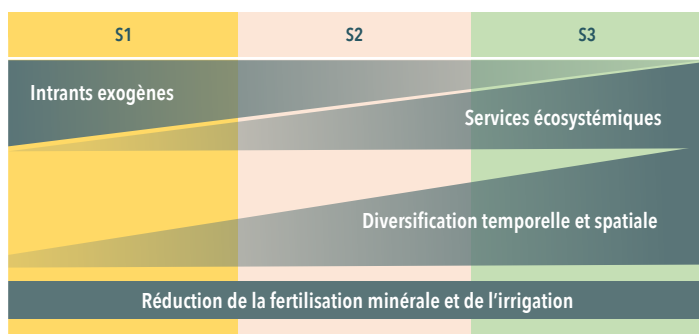 S1 S2 S3
Intrants exogènes
Services écosystémiques
Diversification temporelle et spatiale
Réduction de la fertilisation minérale et de l’irrigation